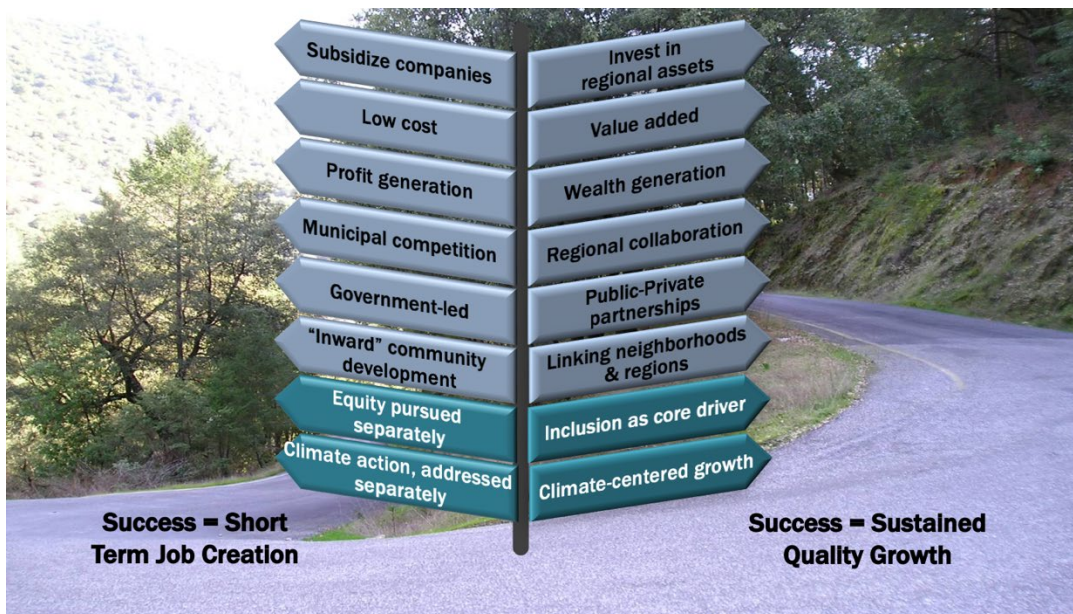 Subsidize companies
Invest in
regional assets
Low cost
Value added
Profit generation
Wealth generation
Municipal competition
Regional collaboration
Government-led
Public-Private
partnerships
“Inward” community
development
Linking neighborhoods
& regions
Equity pursued
separately
Inclusion as core driver
Climate action, addressed
separately
Climate-centered growth
Success = Short
Term Job Creation
Success = Sustained
Quality Growth